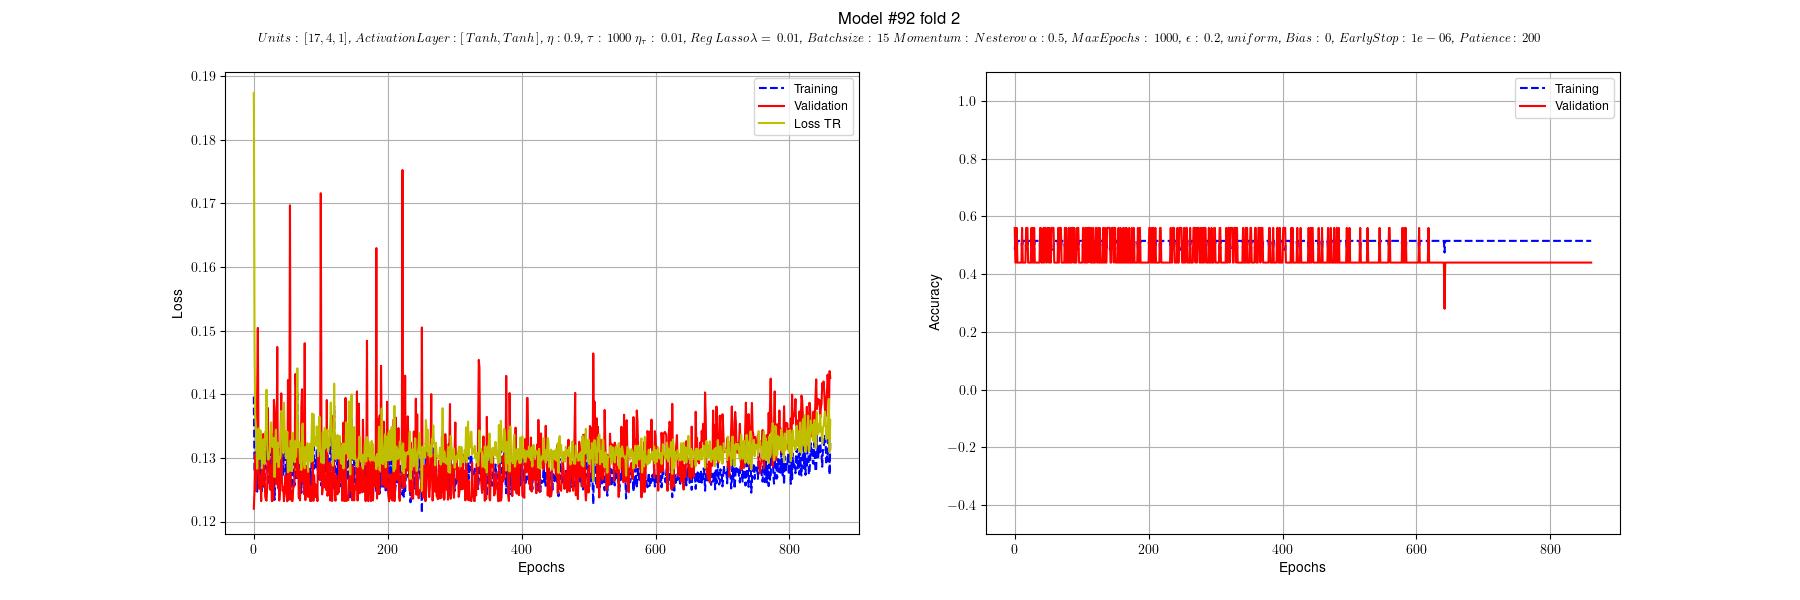 Model #92 fold 2
Units : [17, 4, 1], ActivationLayer : [Tanh, Tanh], η : 0.9, τ : 1000 ητ : 0.01, Reg Lassoλ = 0.01, Batchsize : 15 Momentum : Nesterov α : 0.5, MaxEpochs : 1000, ϵ : 0.2, uniform, Bias : 0, EarlyStop : 1e − 06, Patience : 200
0.19
0.18
0.17
0.16
0.15
0.14
0.13
0.12
Loss
0 200 400 600 800
Epochs
Training
Validation
Loss TR
1.0
0.8
0.6
0.4
0.2
0.0
−0.2
−0.4
Accuracy
0 200 400 600 800
Epochs
Training
Validation